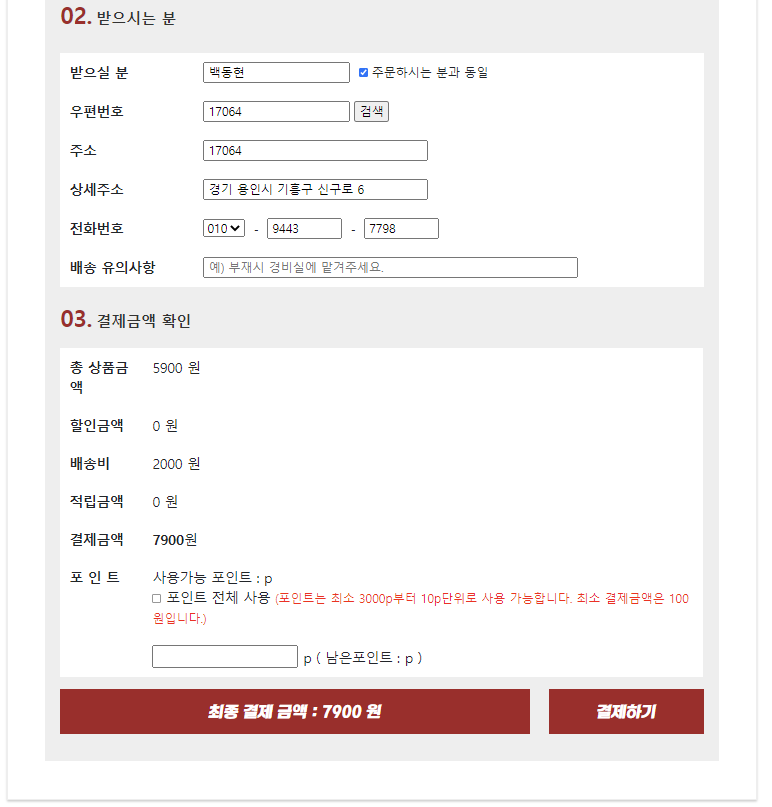 02. 받으시는 분
받으실 분 백동현 주문하시는 분과 동일
우편번호 17064 검색
주소 17064
상세주소 경기 용인시 기흥구 신구로 6
전화번호 010 - 9443 - 7798
배송 유의사항 예) 부재시 경비실에 맡겨주세요.
03. 결제금액 확인
총 상품금 5900 원
액
할인금액 0 원
배송비 2000 원
적립금액 0 원
결제금액 7900원
포 인 트 사용가능 포인트 : p
포인트 전체 사용 (포인트는 최소 3000p부터 10p단위로 사용 가능합니다. 최소 결제금액은 100
원입니다.)
p ( 남은포인트 : p )
최종 결제 금액 : 7900 원 결제하기